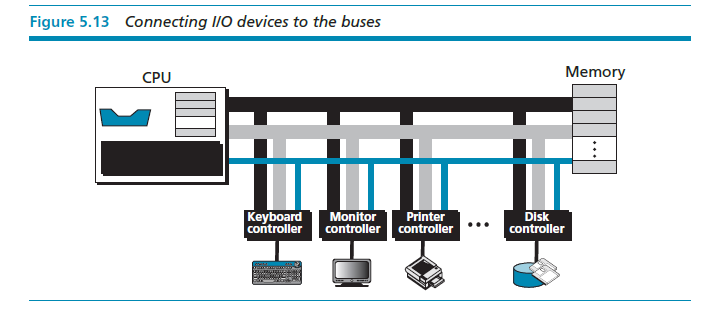 Figure 5.13 Connecting I/O devices to the buses
CPU
Memory
Keyboard
controller
Monitor
controller
Printer
controller
Disk
controller